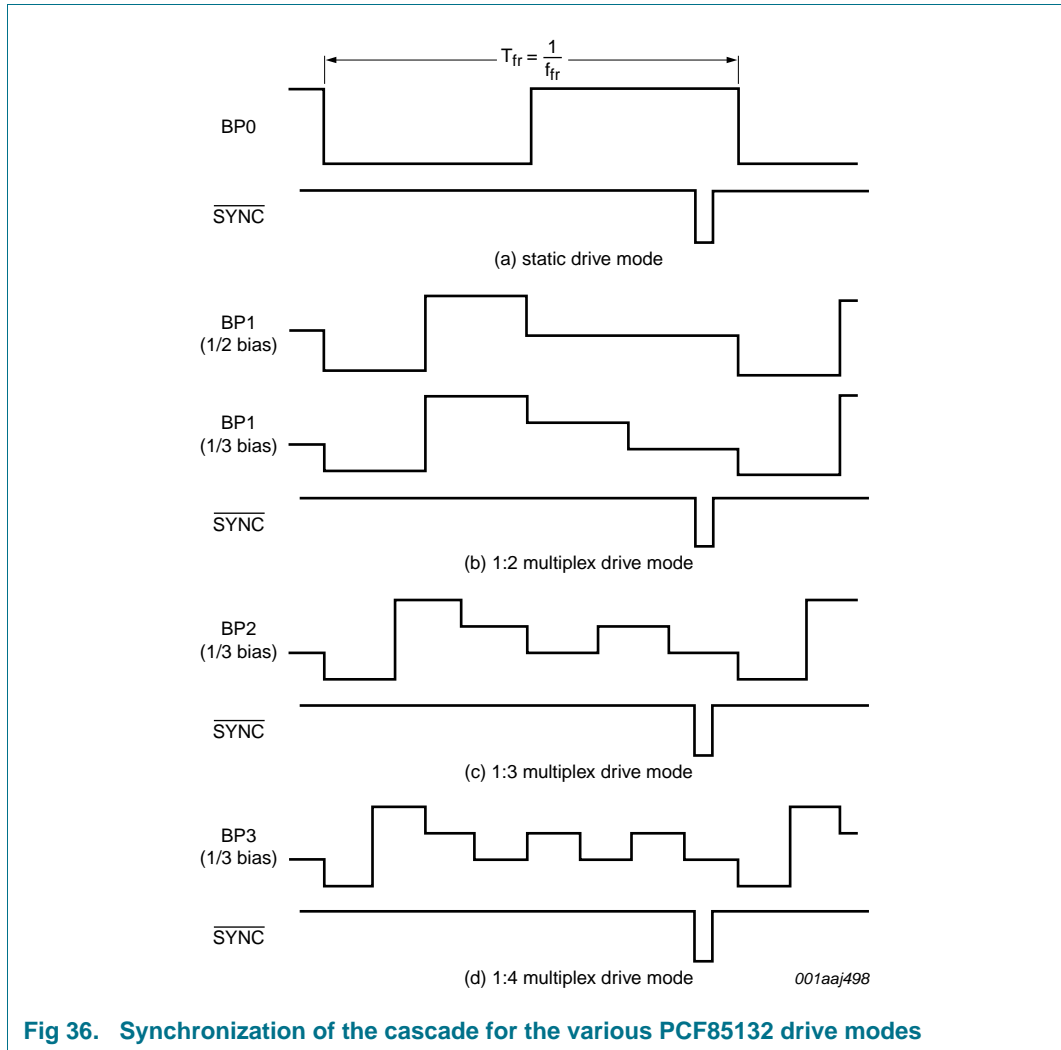 T_fr = 1/f_fr
BP0
SYNC
(a) static drive mode
BP1
(1/2 bias)
BP1
(1/3 bias)
SYNC
(b) 1:2 multiplex drive mode
BP2
(1/3 bias)
SYNC
(c) 1:3 multiplex drive mode
BP3
(1/3 bias)
SYNC
(d) 1:4 multiplex drive mode
001aaj498
Fig 36. Synchronization of the cascade for the various PCF85132 drive modes